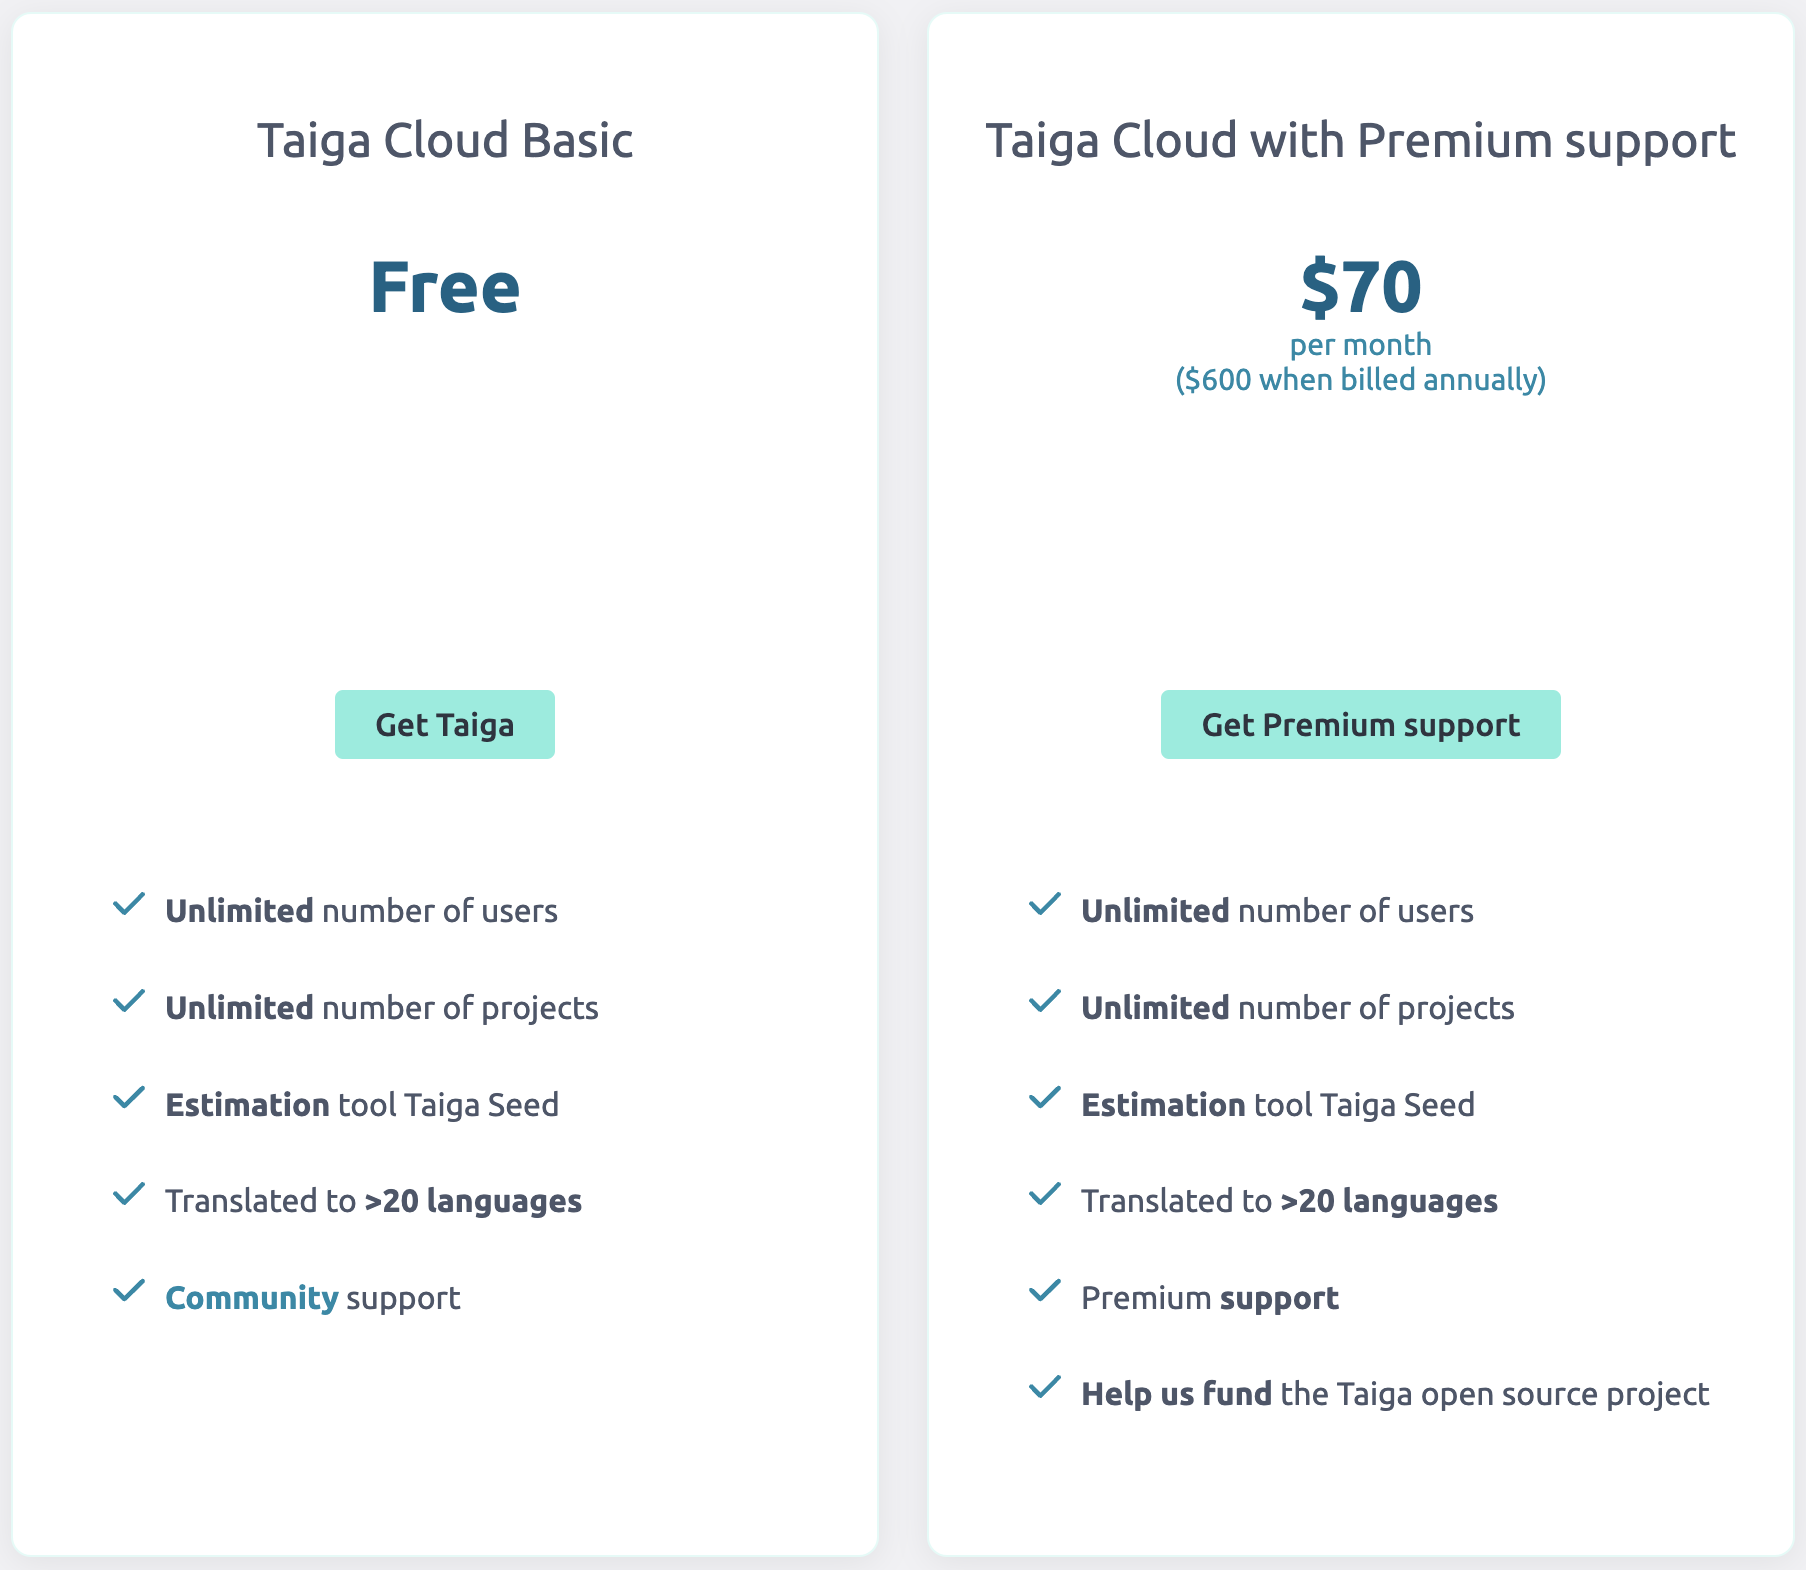 Taiga Cloud Basic
Free
Get Taiga
Unlimited number of users
Unlimited number of projects
Estimation tool Taiga Seed
Translated to >20 languages
Community support
Taiga Cloud with Premium support
$70
per month
($600 when billed annually)
Get Premium support
Unlimited number of users
Unlimited number of projects
Estimation tool Taiga Seed
Translated to >20 languages
Premium support
Help us fund the Taiga open source project